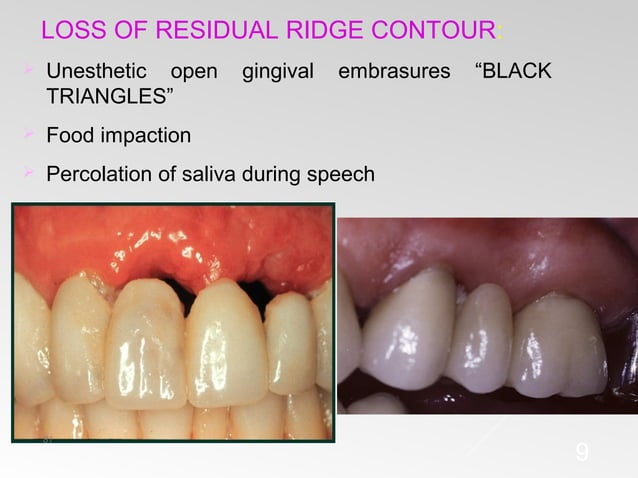 LOSS OF RESIDUAL RIDGE CONTOUR:
Unesthetic open gingival embrasures “BLACK
TRIANGLES”
Food impaction
Percolation of saliva during speech
9